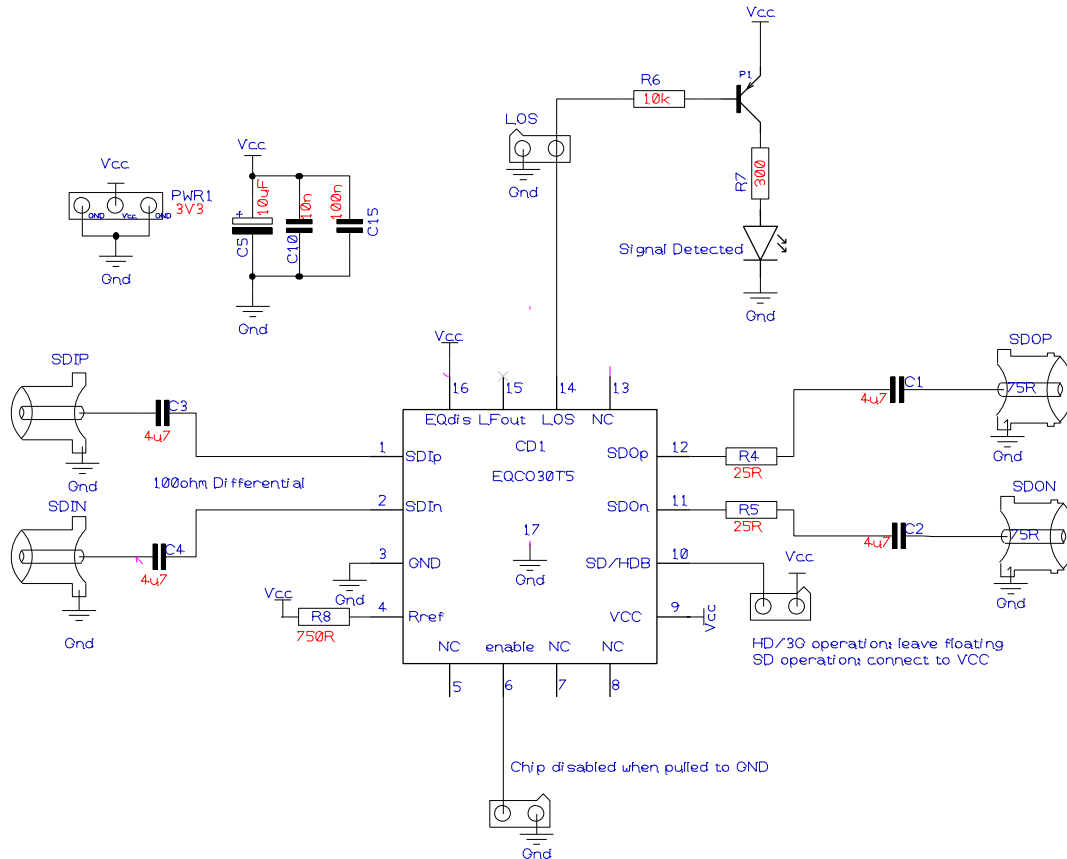 Vcc
P1
R6
10k
LOS
Gnd
R7
300
Signal Detected
Gnd
Vcc
PWR1
3V3
GND
Vcc
GND
Gnd
Vcc
+
10uF
10n
100n
C5
C10
C15
Gnd
SDIP
C3
4u7
Gnd
100ohm Differential
SDIN
C4
4u7
Gnd
Vcc
16
15
14
13
EQdis
LFout
LOS
NC
CD1
EQCO30T5
1
SDIp
2
SDIn
3
GND
Gnd
Vcc
R8
750R
4
Rref
17
Gnd
SDOp
12
R4
25R
SDOn
11
R5
25R
SD/HDB
10
VCC
9
Vcc
NC
enable
NC
NC
5
6
7
8
C1
4u7
SDOP
75R
Gnd
C2
4u7
SDON
75R
Gnd
Vcc
HD/3G operation: leave floating
SD operation: connect to VCC
Chip disabled when pulled to GND
Gnd